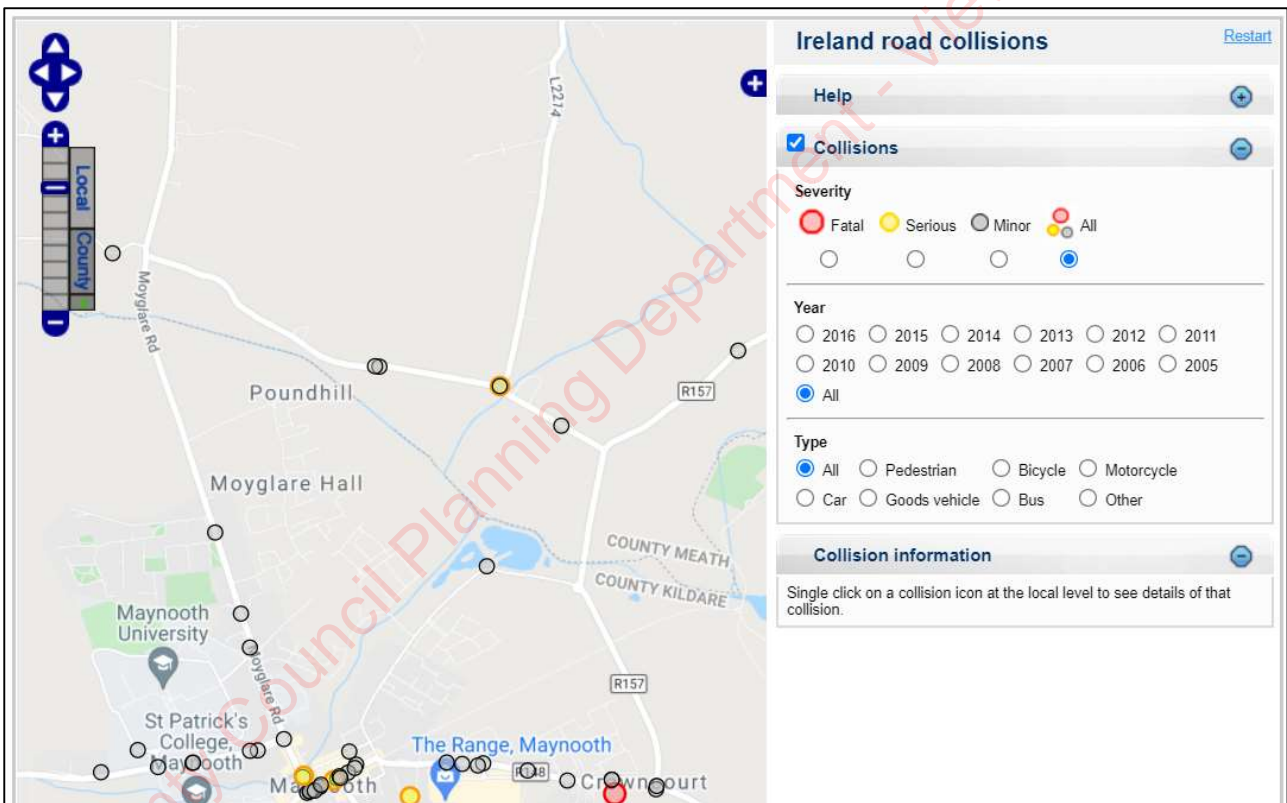 L2214
Local
County
Moyglare Rd
Poundhill
R157
Moyglare Hall
COUNTY MEATH
COUNTY KILDARE
Maynooth
University
Moyglare Rd
R157
St Patrick's
College,
Maynooth
The Range, Maynooth
R148
Maynooth
Crowncourt
Ireland road collisions
Restart
Help
Collisions
Severity
Fatal Serious Minor All
Year
2016 2015 2014 2013 2012 2011
2010 2009 2008 2007 2006 2005
All
Type
All Pedestrian Bicycle Motorcycle
Car Goods vehicle Bus Other
Collision information
Single click on a collision icon at the local level to see details of that
collision.
County Council Planning Department - View